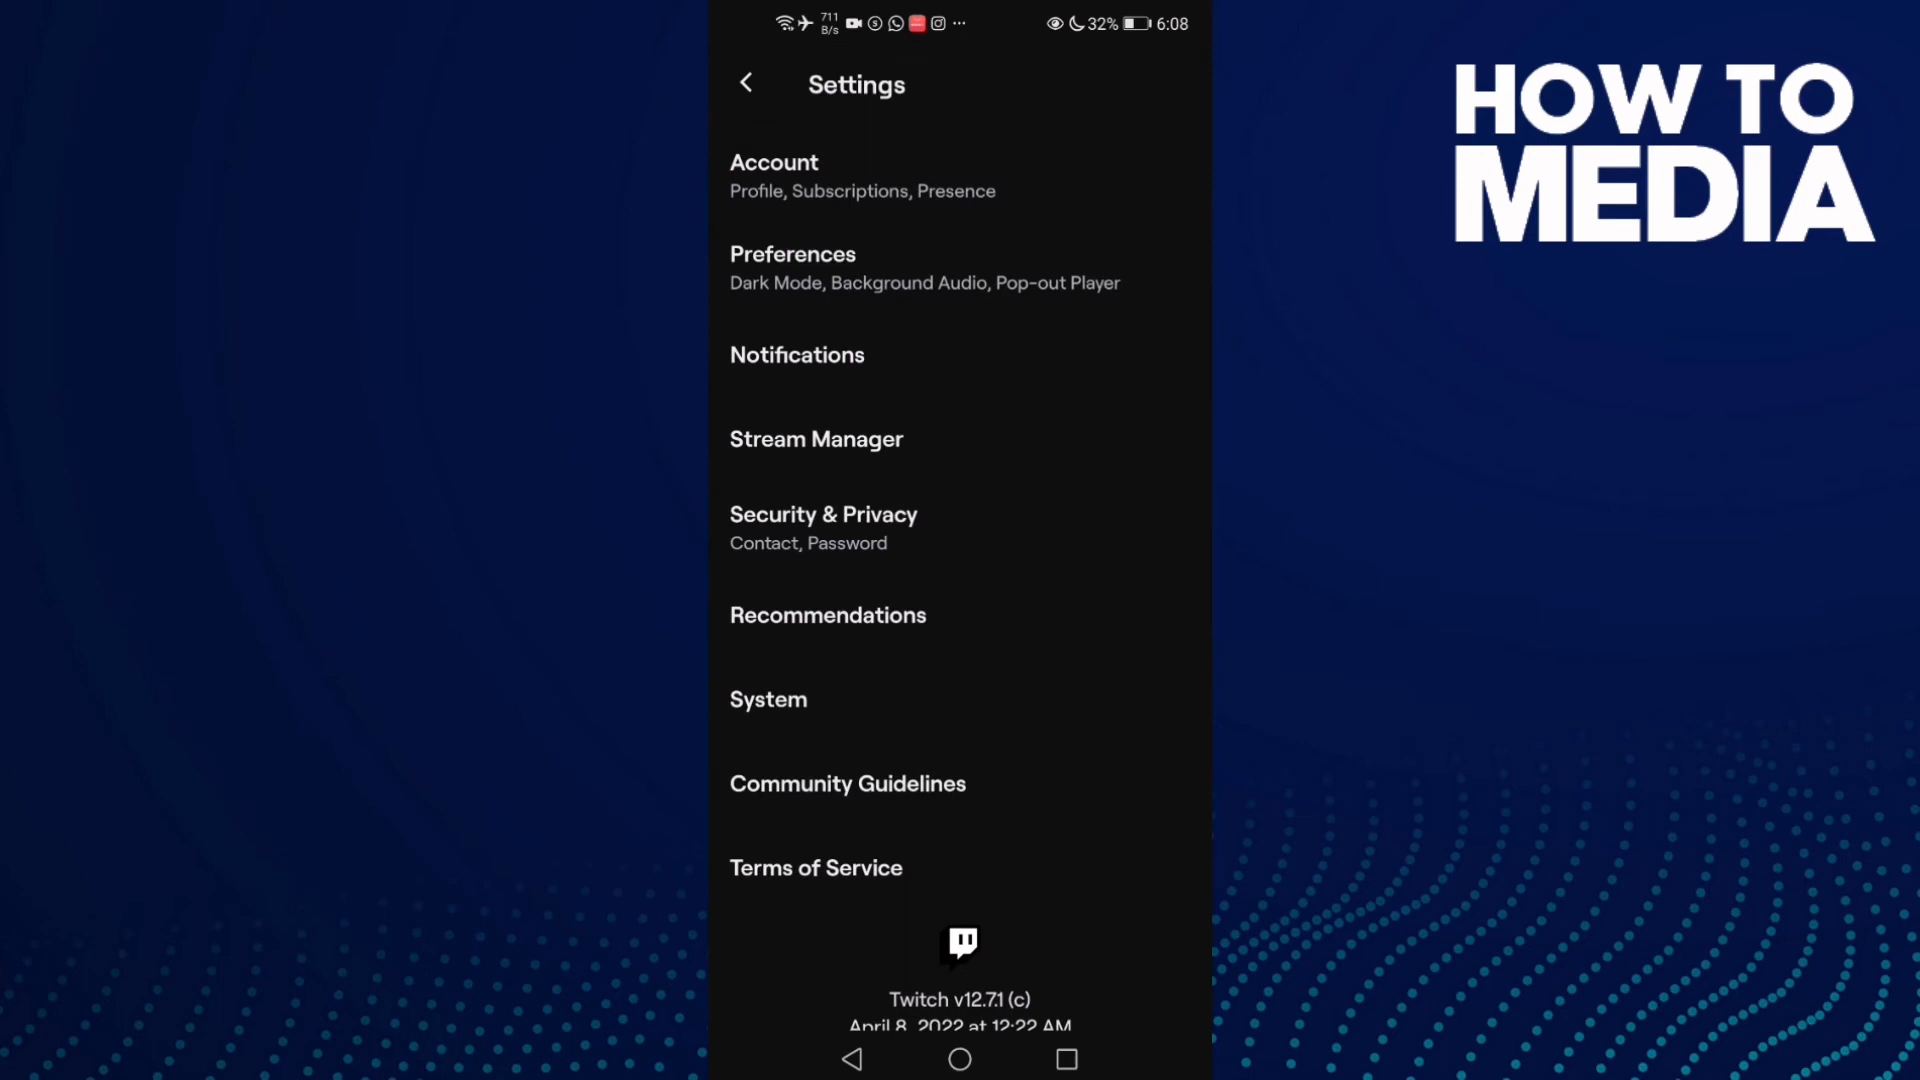 711
B/s
32% 6:08
Settings
HOW TO
MEDIA
Account
Profile, Subscriptions, Presence
Preferences
Dark Mode, Background Audio, Pop-out Player
Notifications
Stream Manager
Security & Privacy
Contact, Password
Recommendations
System
Community Guidelines
Terms of Service
Twitch v12.7.1 (c)
April 8, 2022 at 12:22 AM